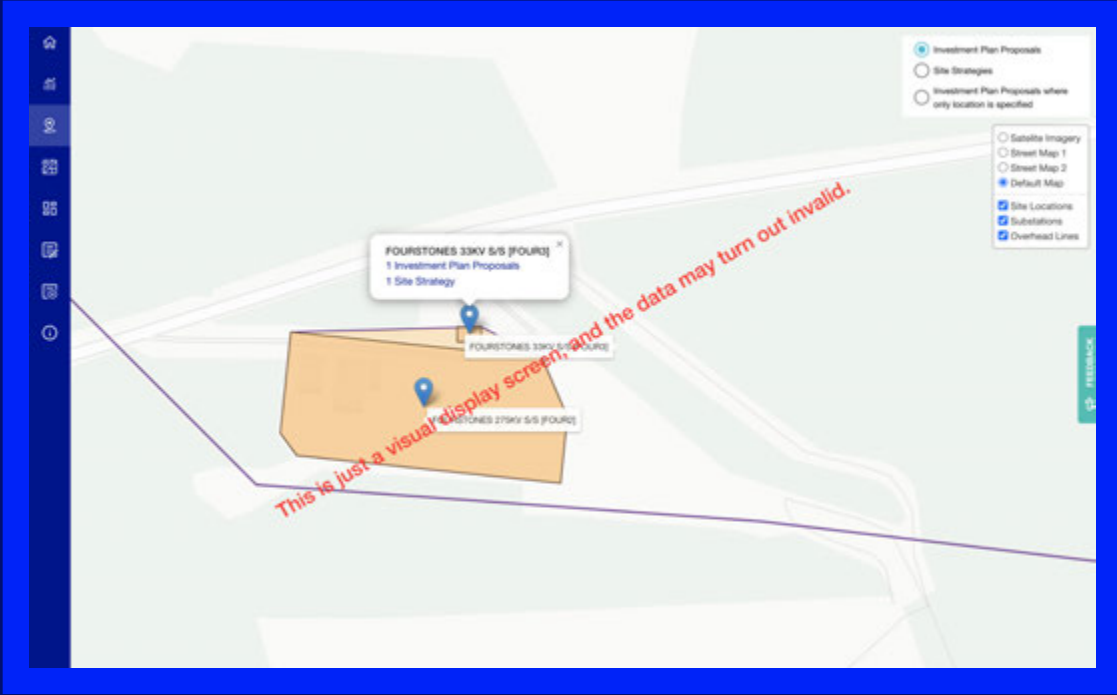 Investment Plan Proposals
Site Strategies
Investment Plan Proposals where
only location is specified
Satellite Imagery
Street Map 1
Street Map 2
Default Map
Site Locations
Substations
Overhead Lines
FOURSTONES 33KV S/S [FOUR3]
1 Investment Plan Proposals
1 Site Strategy
FOURSTONES 33KV S/S [FOUR3]
FOURSTONES 275KV S/S [FOUR2]
This is just a visual display screen, and the data may turn out invalid.
FEEDBACK